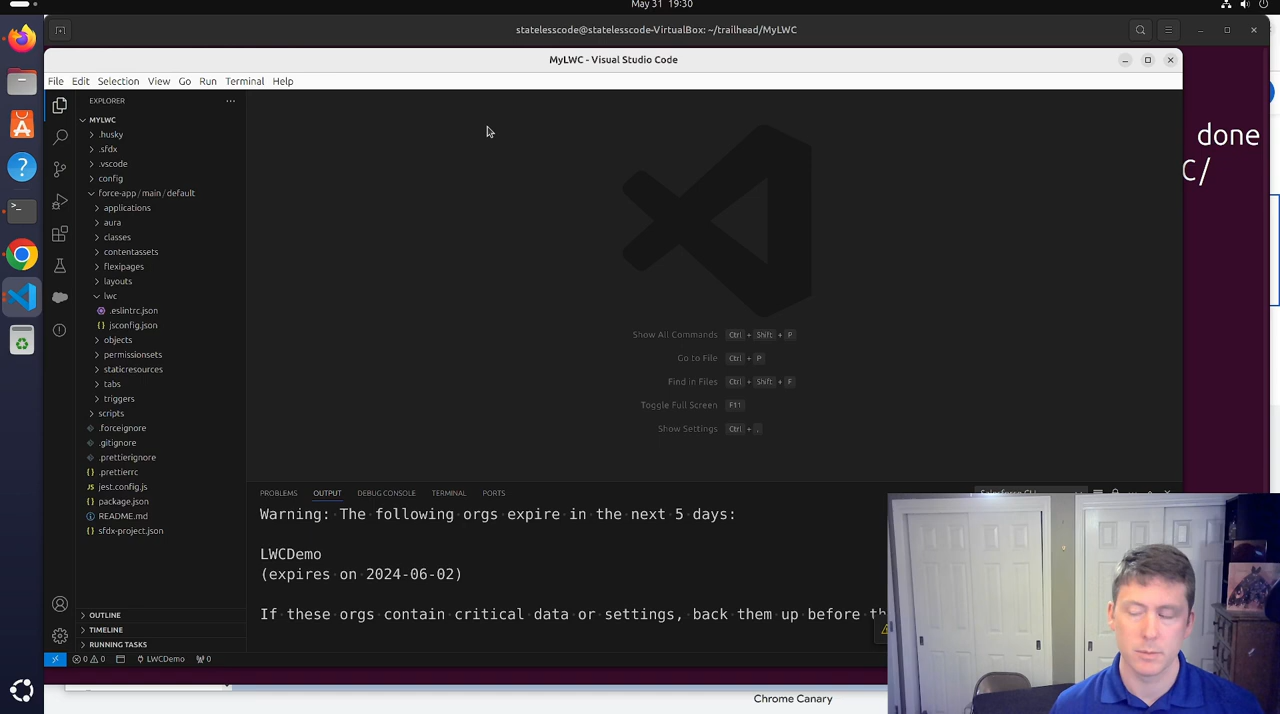 May 31 19:30
statelesscode@statelesscode-VirtualBox: ~/trailhead/MyLWC
MyLWC - Visual Studio Code
File Edit Selection View Go Run Terminal Help
EXPLORER
MYLWC
.husky
.sfdx
.vscode
config
force-app / main / default
applications
aura
classes
contentassets
flexipages
layouts
lwc
.eslintrc.json
jsconfig.json
objects
permissionsets
staticresources
tabs
triggers
scripts
.forceignore
.gitignore
.prettierignore
.prettierrc
jest.config.js
package.json
README.md
sfdx-project.json
OUTLINE
TIMELINE
RUNNING TASKS
done
C/
Show All Commands Ctrl + Shift + P
Go to File Ctrl + P
Find in Files Ctrl + Shift + F
Toggle Full Screen F11
Show Settings Ctrl + ,
PROBLEMS OUTPUT DEBUG CONSOLE TERMINAL PORTS
Warning: The following orgs expire in the next 5 days:
LWCDemo
(expires on 2024-06-02)
If these orgs contain critical data or settings, back them up before th
0 0 LWCDemo 0
Chrome Canary